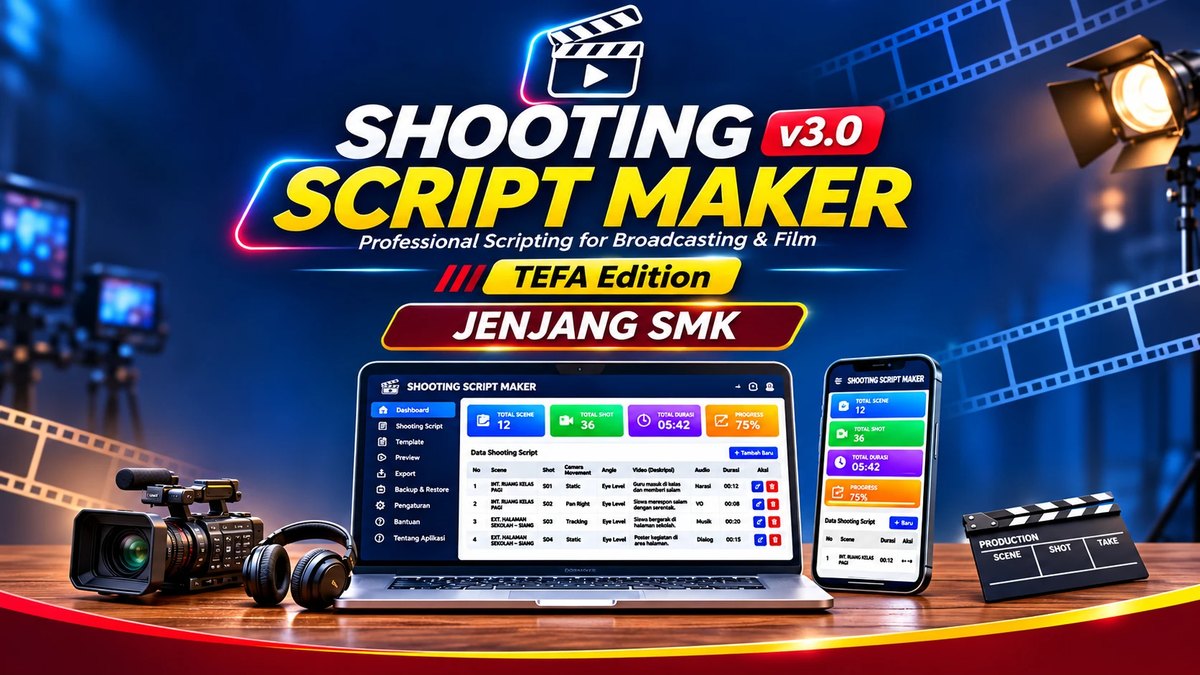 SHOOTING v3.0
SCRIPT MAKER
Professional Scripting for Broadcasting & Film
TEFA Edition
JENJANG SMK
SHOOTING SCRIPT MAKER
Dashboard
Shooting Script
Template
Preview
Export
Backup & Restore
Pengaturan
Bantuan
Tentang Aplikasi
TOTAL SCENE
12
TOTAL SHOT
36
TOTAL DURASI
05:42
PROGRESS
75%
Data Shooting Script
+ Tambah Baru
No Scene Shot Camera Movement Angle Video (Deskripsi) Audio Durasi Aksi
1 INT. RUANG KELAS PAGI S01 Static Eye Level Guru masuk di kelas dan memberi salam Narasi 00:12
2 INT. RUANG KELAS PAGI S02 Pan Right Eye Level Siswa merespon salam dengan serentak. VO 00:08
3 EXT. HALAMAN SEKOLAH - SIANG S03 Tracking Eye Level Siswa bergerak di halaman sekolah. Musik 00:20
4 EXT. HALAMAN SEKOLAH - SIANG S04 Static Eye Level Poster kegiatan di area halaman. Dialog 00:15
SHOOTING SCRIPT MAKER
TOTAL SCENE
12
TOTAL SHOT
36
TOTAL DURASI
05:42
PROGRESS
75%
Data Shooting Script
+ Baru
No Scene Durasi Aksi
1 INT. RUANG KELAS PAGI 00:12
PRODUCTION
SCENE SHOT TAKE